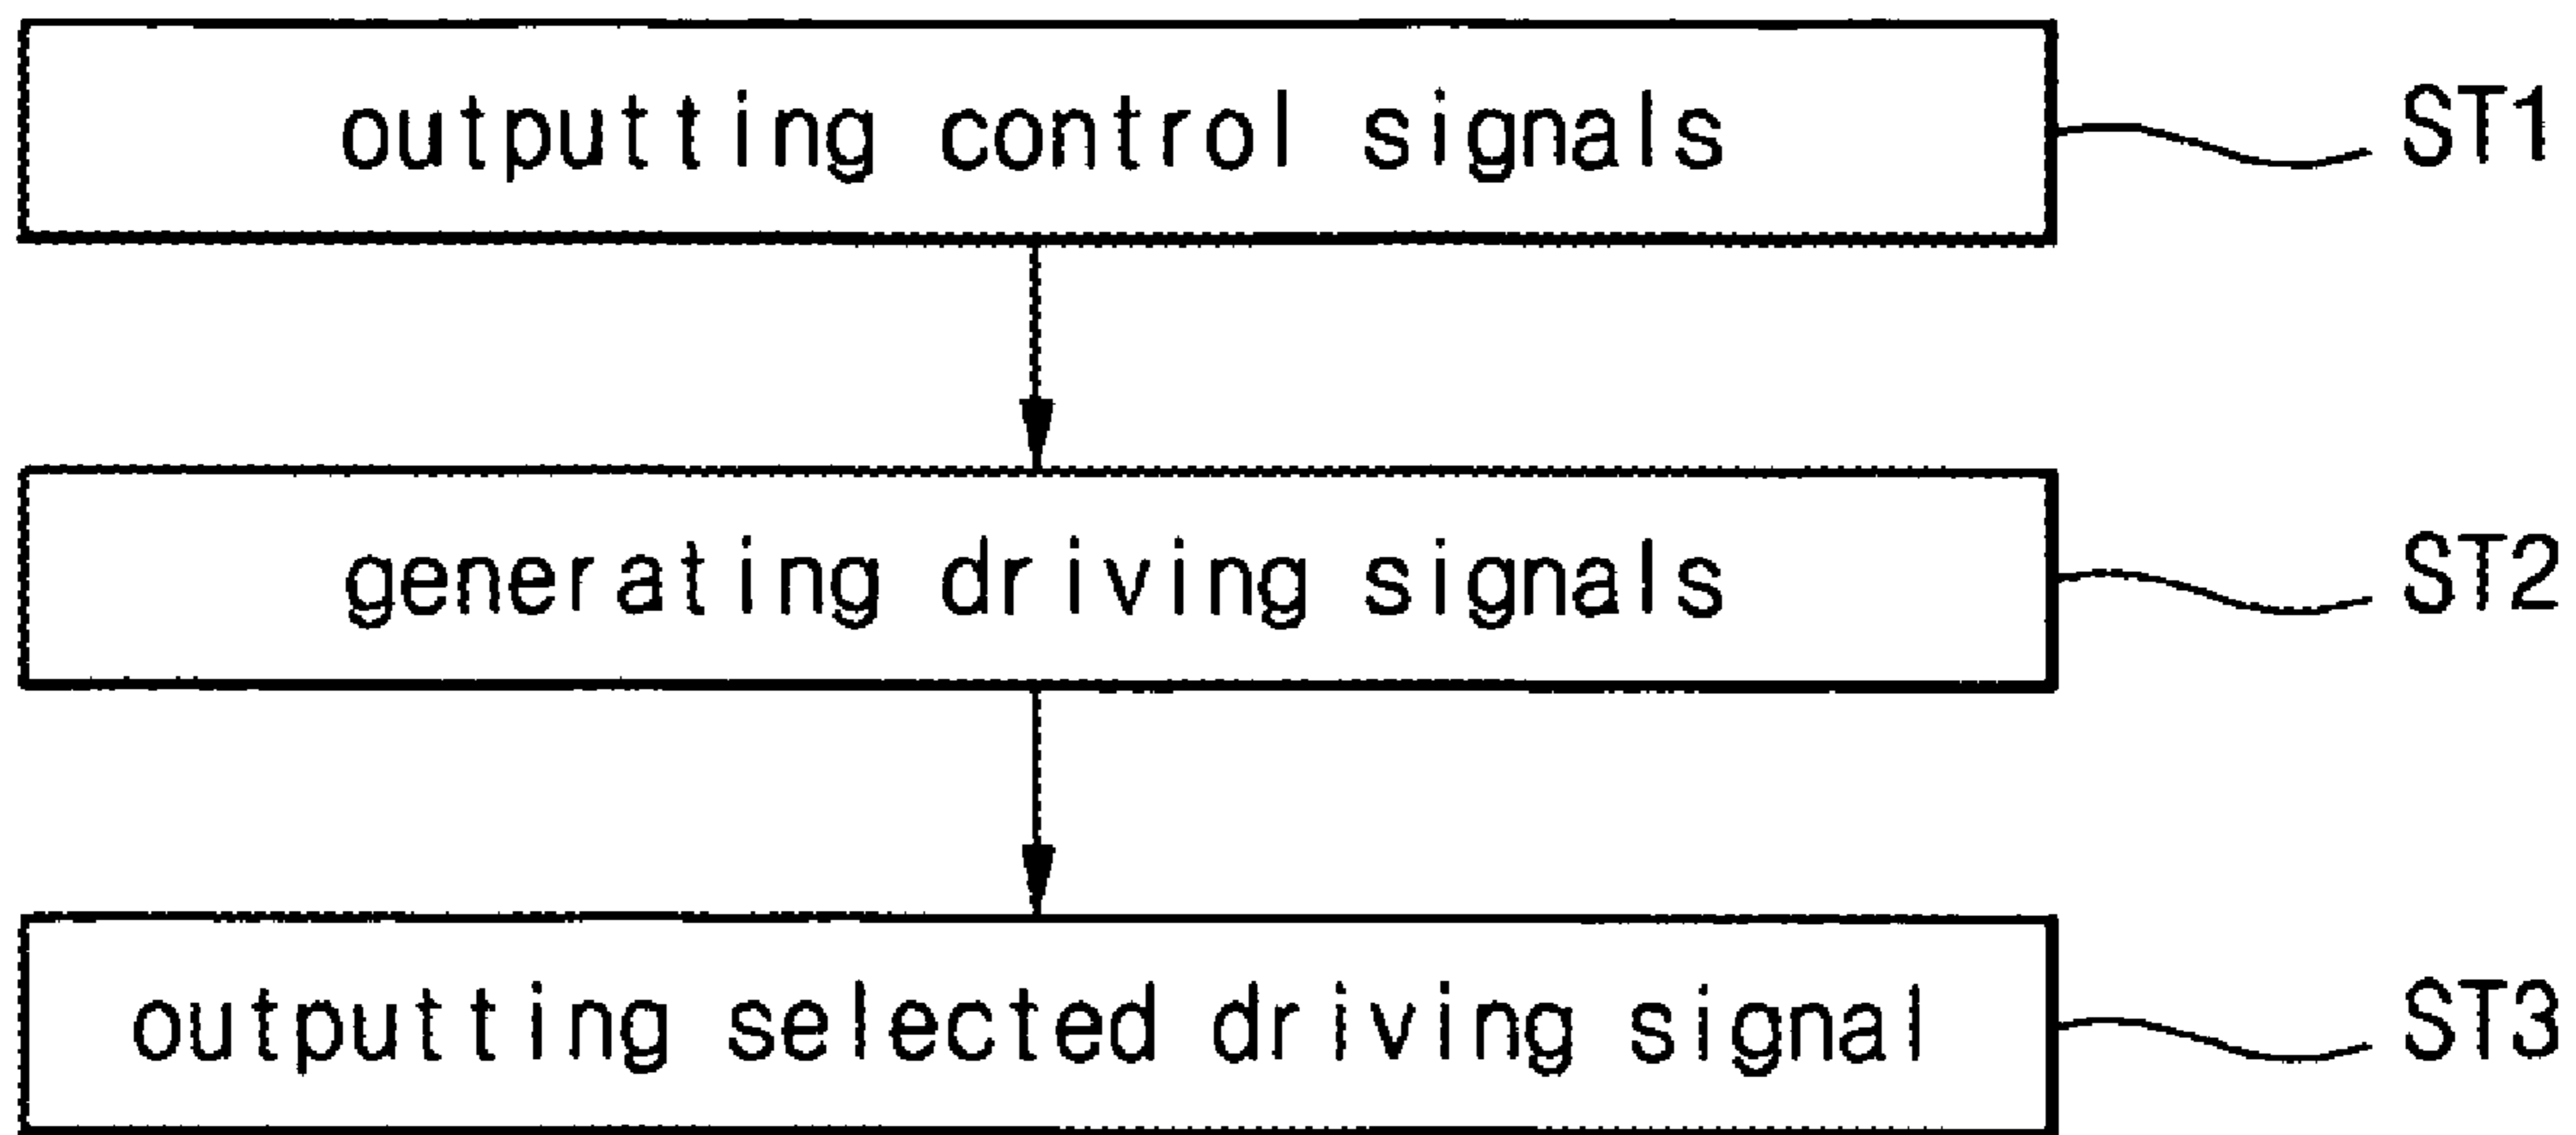 outputting control signals ST1
generating driving signals ST2
outputting selected driving signal ST3